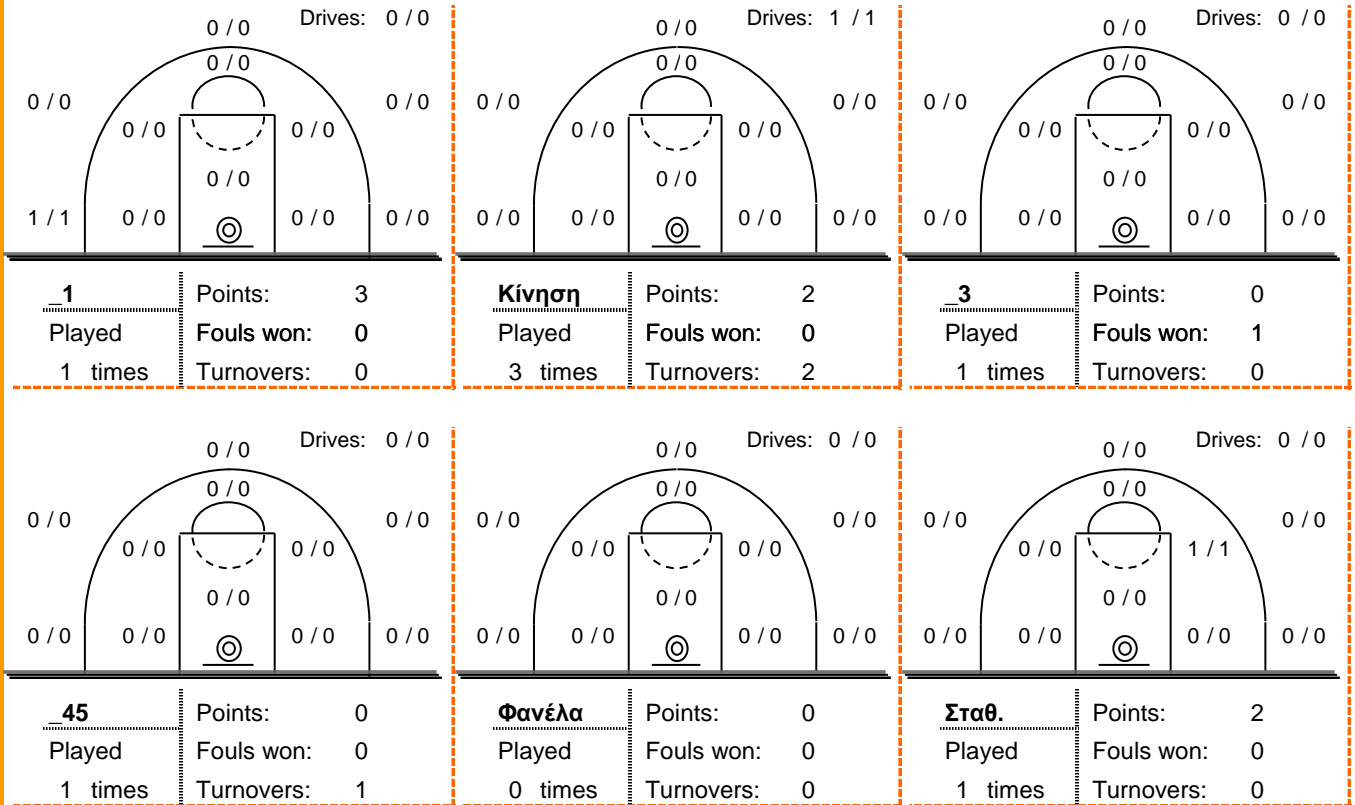 0 / 0 Drives: 0 / 0
0 / 0
0 / 0 0 / 0
0 / 0 0 / 0
0 / 0
1 / 1 0 / 0 0 / 0 0 / 0
_1 Points: 3
Played Fouls won: 0
1 times Turnovers: 0
0 / 0 Drives: 1 / 1
0 / 0
0 / 0 0 / 0
0 / 0 0 / 0
0 / 0
0 / 0 0 / 0 0 / 0 0 / 0
Κίνηση Points: 2
Played Fouls won: 0
3 times Turnovers: 2
0 / 0 Drives: 0 / 0
0 / 0
0 / 0 0 / 0
0 / 0 0 / 0
0 / 0
0 / 0 0 / 0 0 / 0 0 / 0
_3 Points: 0
Played Fouls won: 1
1 times Turnovers: 0
0 / 0 Drives: 0 / 0
0 / 0
0 / 0 0 / 0
0 / 0 0 / 0
0 / 0
0 / 0 0 / 0 0 / 0 0 / 0
_45 Points: 0
Played Fouls won: 0
1 times Turnovers: 1
0 / 0 Drives: 0 / 0
0 / 0
0 / 0 0 / 0
0 / 0 0 / 0
0 / 0
0 / 0 0 / 0 0 / 0 0 / 0
Φανέλα Points: 0
Played Fouls won: 0
0 times Turnovers: 0
0 / 0 Drives: 0 / 0
0 / 0
0 / 0 0 / 0
0 / 0 1 / 1
0 / 0
0 / 0 0 / 0 0 / 0 0 / 0
Σταθ. Points: 2
Played Fouls won: 0
1 times Turnovers: 0